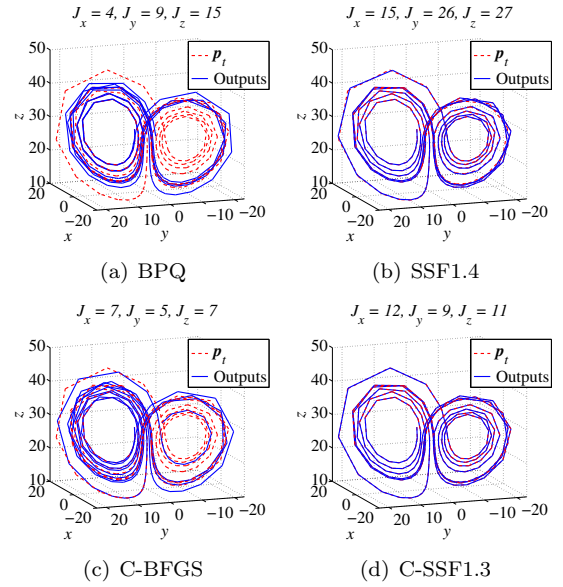 J_x = 4, J_y = 9, J_z = 15
50
40
30
20
10
z
20
0
-20
x
20
10
0
-10
-20
y
p_t
Outputs
(a) BPQ
J_x = 15, J_y = 26, J_z = 27
50
40
30
20
10
z
20
0
-20
x
20
10
0
-10
-20
y
p_t
Outputs
(b) SSF1.4
J_x = 7, J_y = 5, J_z = 7
50
40
30
20
10
z
20
0
-20
x
20
10
0
-10
-20
y
p_t
Outputs
(c) C-BFGS
J_x = 12, J_y = 9, J_z = 11
50
40
30
20
10
z
20
0
-20
x
20
10
0
-10
-20
y
p_t
Outputs
(d) C-SSF1.3